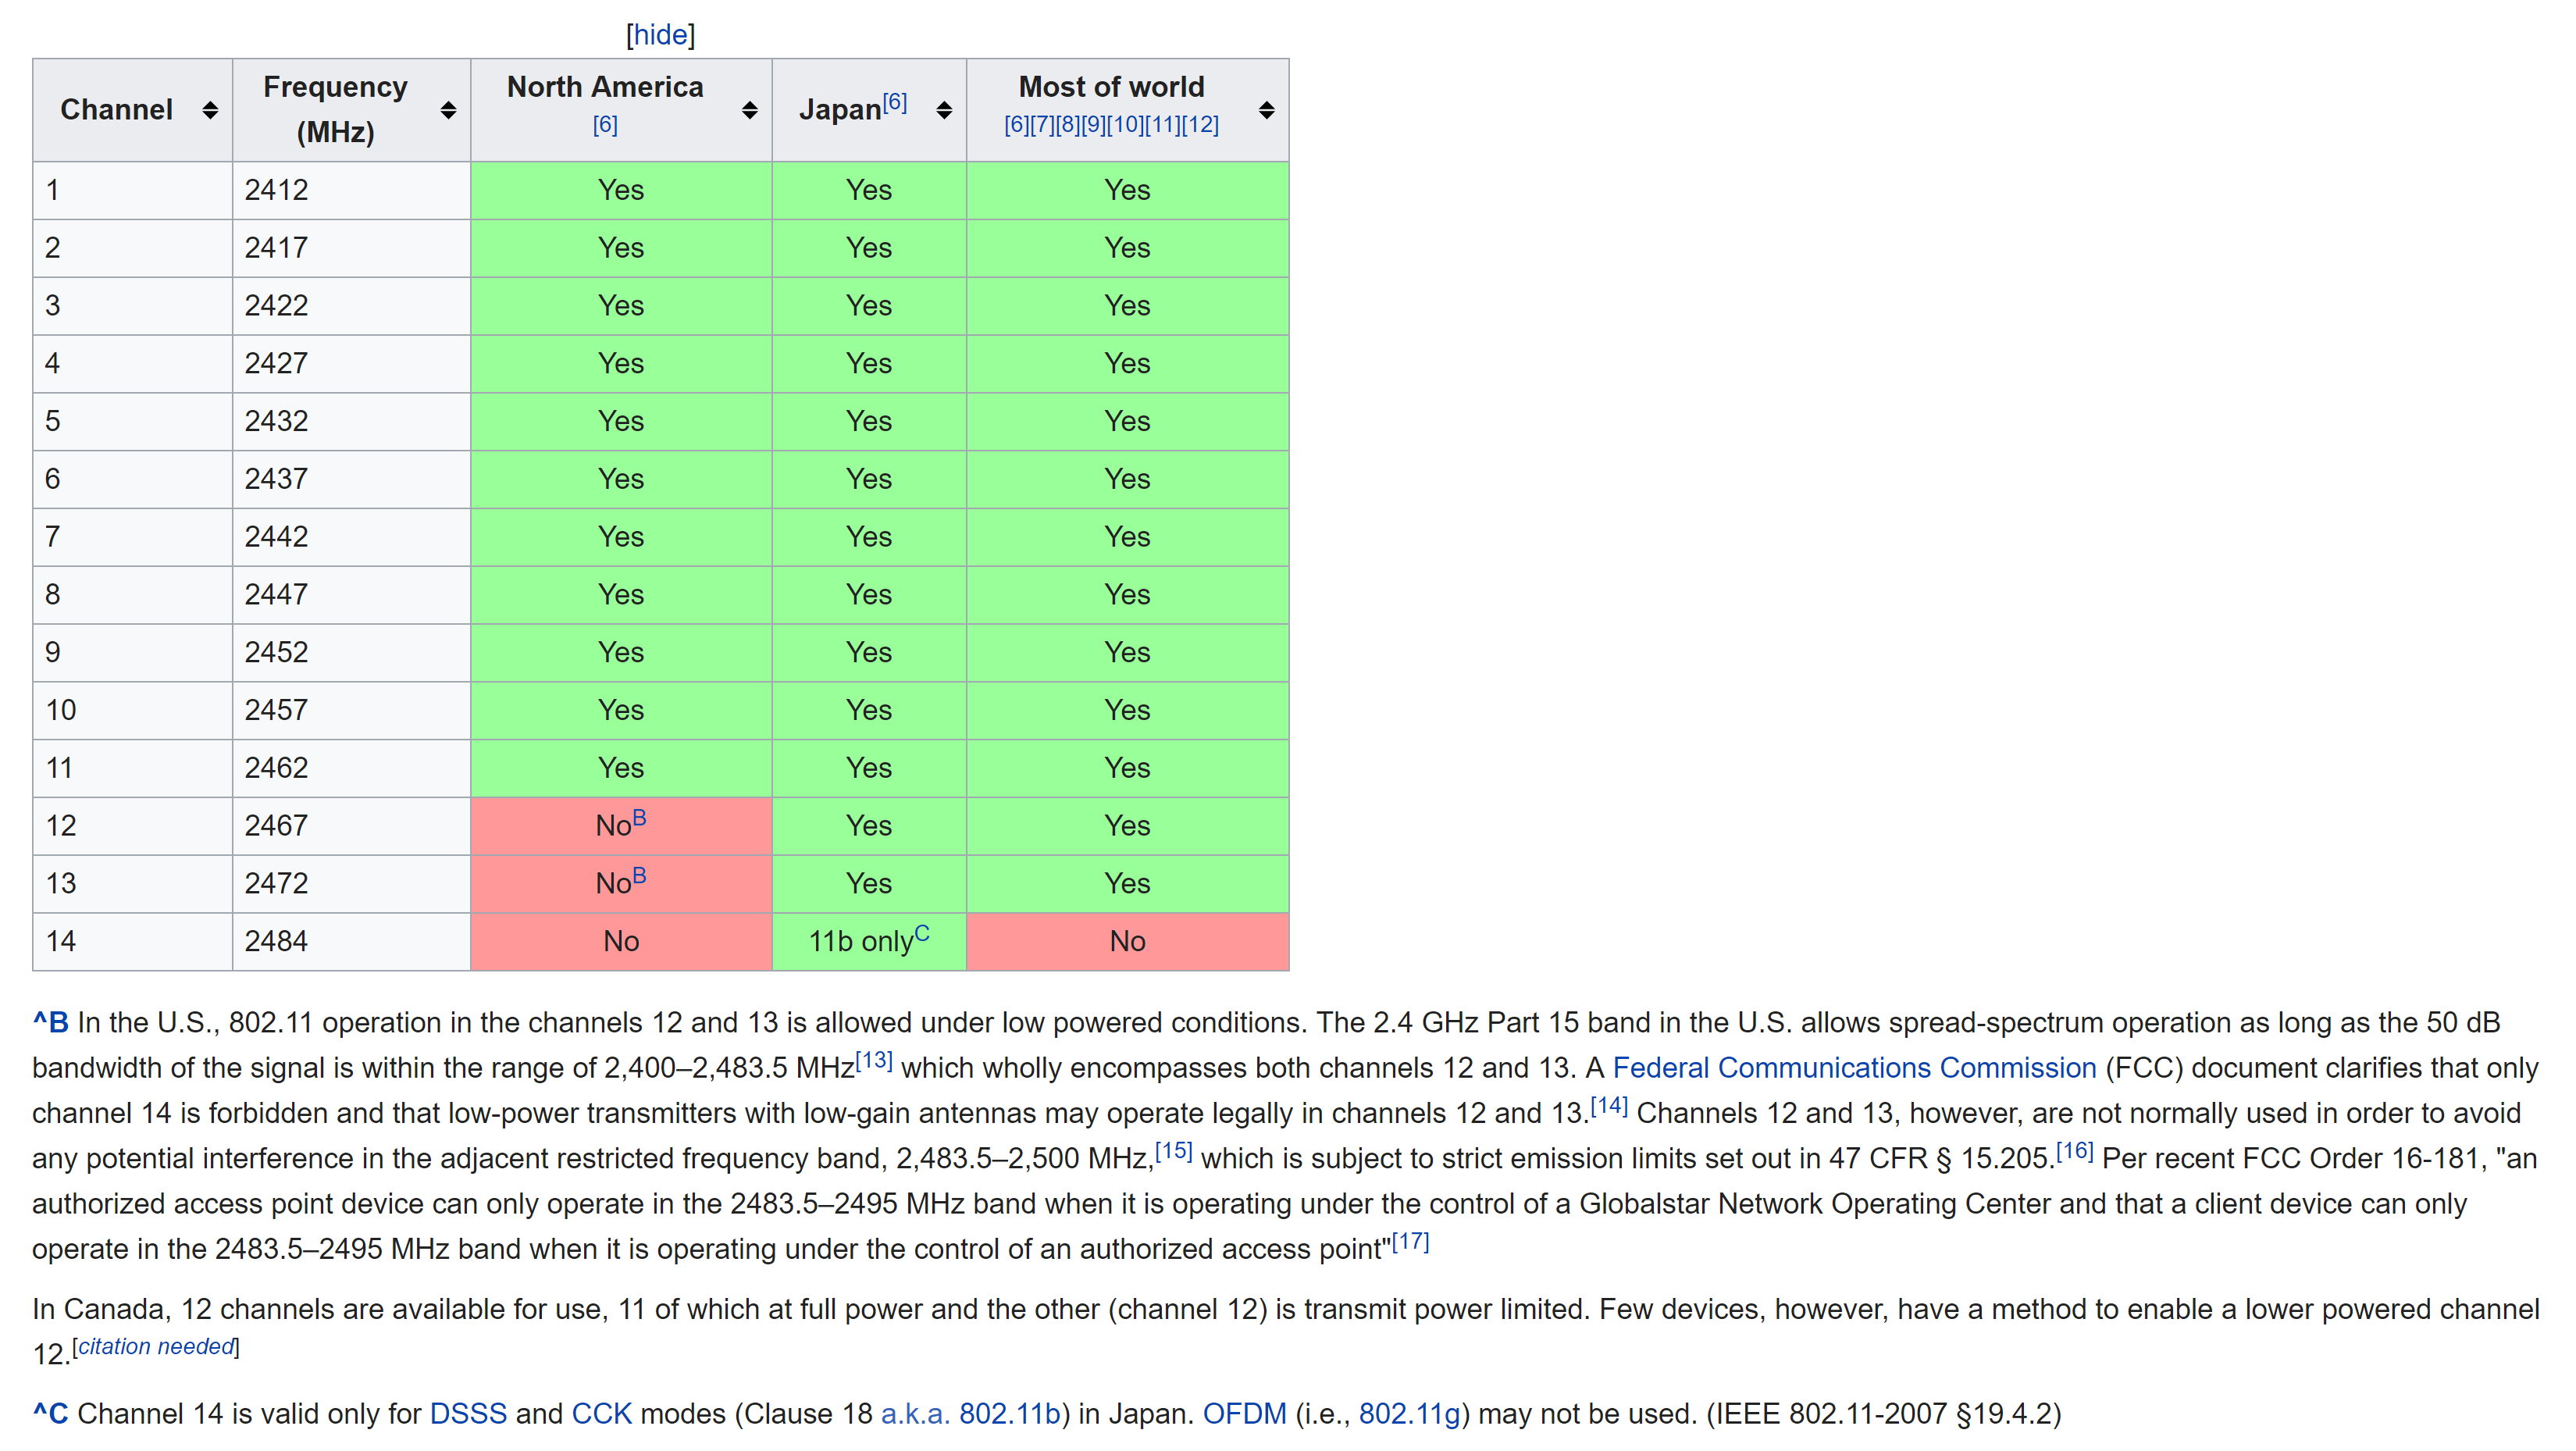 [hide]
Channel Frequency (MHz) North America [6] Japan[6] Most of world [6][7][8][9][10][11][12]
1 2412 Yes Yes Yes
2 2417 Yes Yes Yes
3 2422 Yes Yes Yes
4 2427 Yes Yes Yes
5 2432 Yes Yes Yes
6 2437 Yes Yes Yes
7 2442 Yes Yes Yes
8 2447 Yes Yes Yes
9 2452 Yes Yes Yes
10 2457 Yes Yes Yes
11 2462 Yes Yes Yes
12 2467 NoB Yes Yes
13 2472 NoB Yes Yes
14 2484 No 11b onlyC No
^B In the U.S., 802.11 operation in the channels 12 and 13 is allowed under low powered conditions. The 2.4 GHz Part 15 band in the U.S. allows spread-spectrum operation as long as the 50 dB
bandwidth of the signal is within the range of 2,400–2,483.5 MHz[13] which wholly encompasses both channels 12 and 13. A Federal Communications Commission (FCC) document clarifies that only
channel 14 is forbidden and that low-power transmitters with low-gain antennas may operate legally in channels 12 and 13.[14] Channels 12 and 13, however, are not normally used in order to avoid
any potential interference in the adjacent restricted frequency band, 2,483.5–2,500 MHz,[15] which is subject to strict emission limits set out in 47 CFR § 15.205.[16] Per recent FCC Order 16-181, "an
authorized access point device can only operate in the 2483.5–2495 MHz band when it is operating under the control of a Globalstar Network Operating Center and that a client device can only
operate in the 2483.5–2495 MHz band when it is operating under the control of an authorized access point"[17]
In Canada, 12 channels are available for use, 11 of which at full power and the other (channel 12) is transmit power limited. Few devices, however, have a method to enable a lower powered channel
12.[citation needed]
^C Channel 14 is valid only for DSSS and CCK modes (Clause 18 a.k.a. 802.11b) in Japan. OFDM (i.e., 802.11g) may not be used. (IEEE 802.11-2007 §19.4.2)